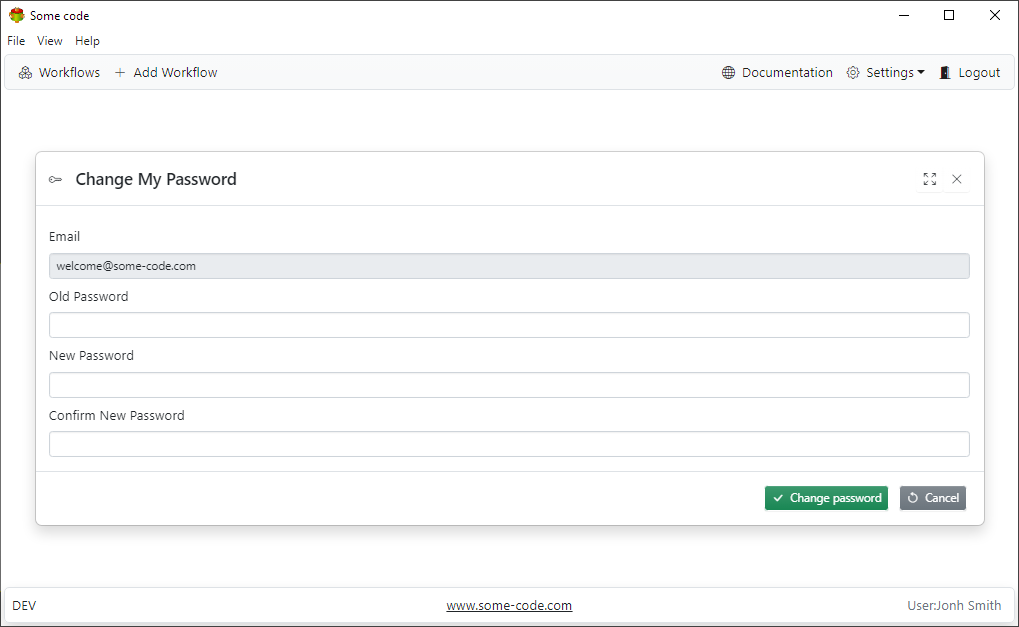 Some code
File View Help
Workflows Add Workflow Documentation Settings Logout
Change My Password
Email
welcome@some-code.com
Old Password
New Password
Confirm New Password
Change password Cancel
DEV www.some-code.com User:Jonh Smith